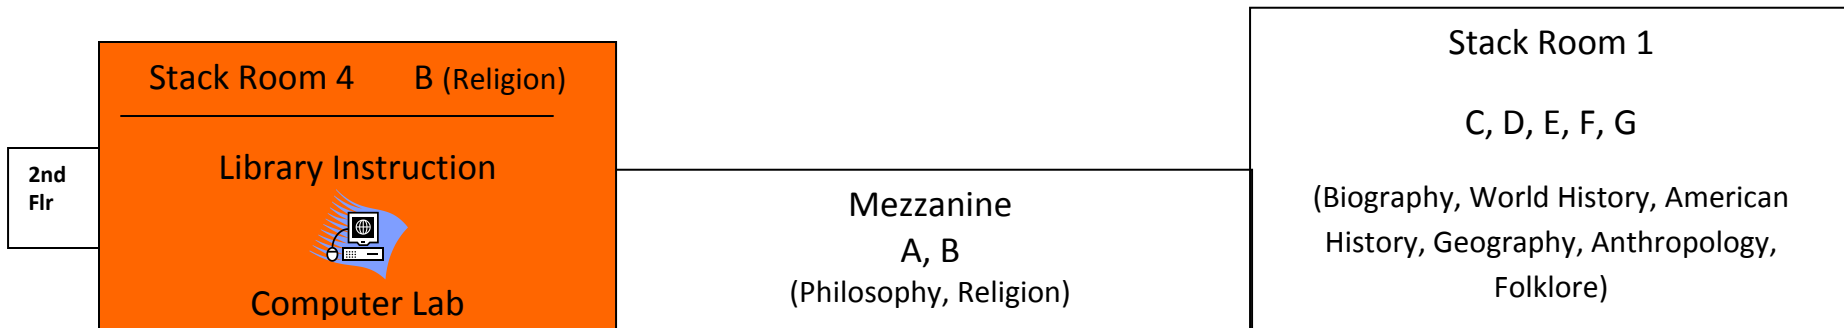 2nd
Flr
Stack Room 4 B (Religion)
Library Instruction
Computer Lab
Mezzanine
A, B
(Philosophy, Religion)
Stack Room 1
C, D, E, F, G
(Biography, World History, American
History, Geography, Anthropology,
Folklore)